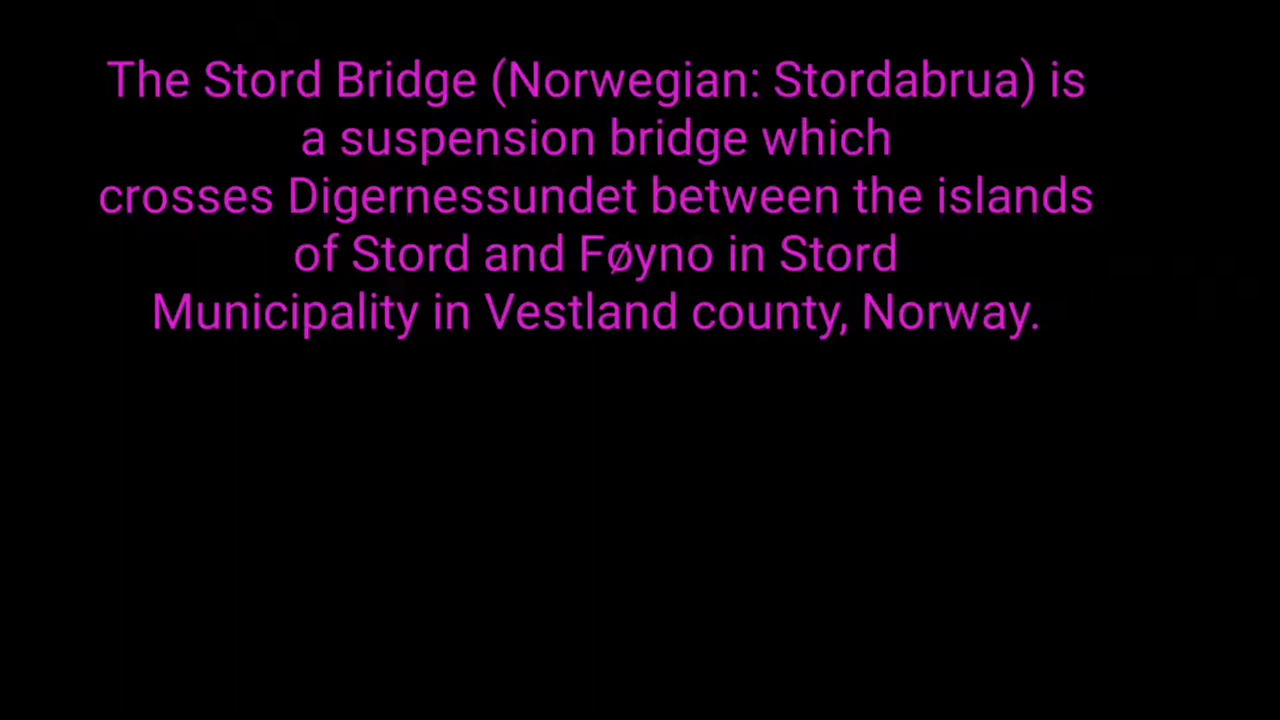 The Stord Bridge (Norwegian: Stordabrua) is
a suspension bridge which
crosses Digernessundet between the islands
of Stord and Føyno in Stord
Municipality in Vestland county, Norway.